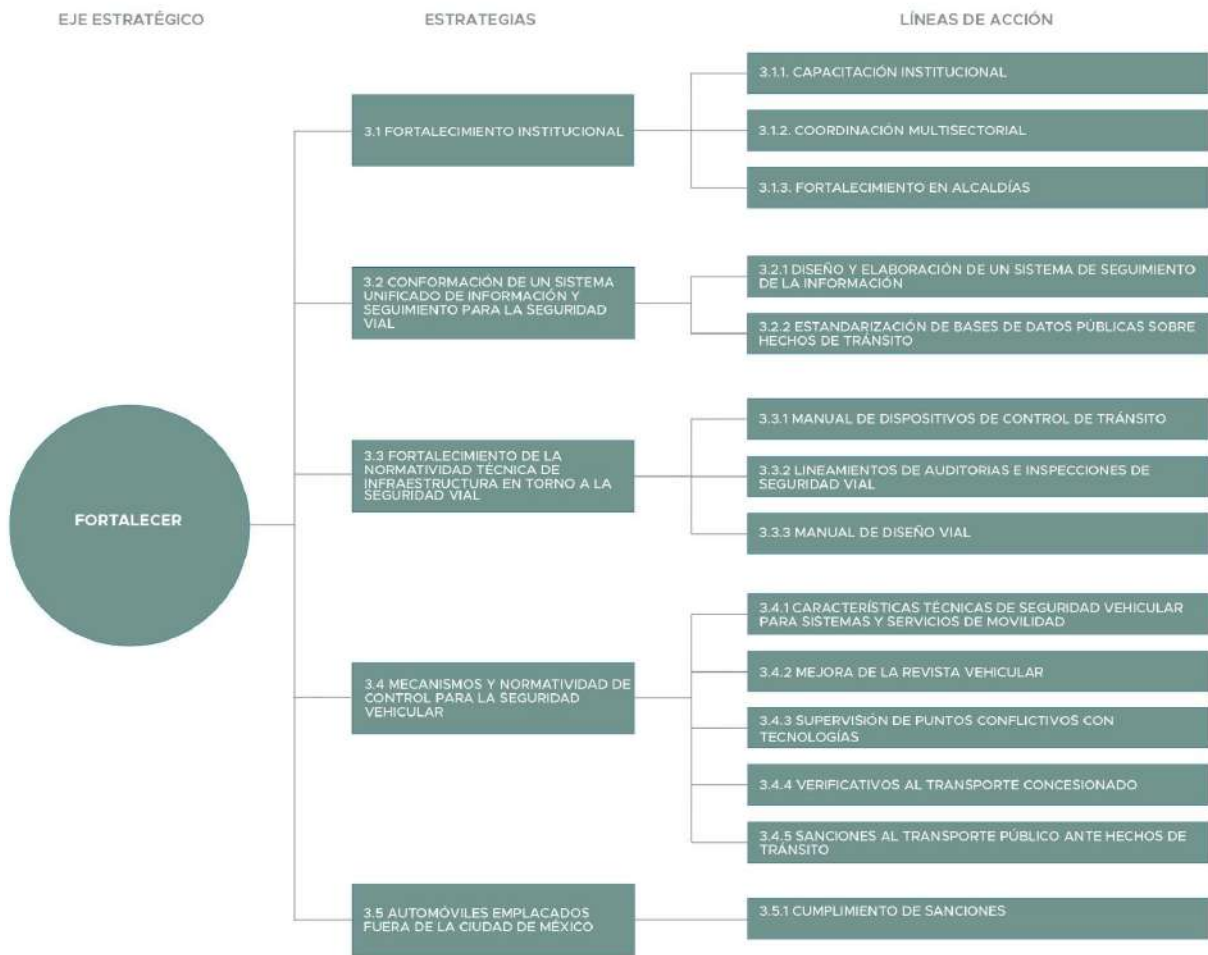 EJE ESTRATÉGICO
ESTRATEGIAS
LÍNEAS DE ACCIÓN
FORTALECER
3.1 FORTALECIMIENTO INSTITUCIONAL
3.1.1. CAPACITACIÓN INSTITUCIONAL
3.1.2. COORDINACIÓN MULTISECTORIAL
3.1.3. FORTALECIMIENTO EN ALCALDÍAS
3.2 CONFORMACIÓN DE UN SISTEMA
UNIFICADO DE INFORMACIÓN Y
SEGUIMIENTO PARA LA SEGURIDAD
VIAL
3.2.1 DISEÑO Y ELABORACIÓN DE UN SISTEMA DE SEGUIMIENTO
DE LA INFORMACIÓN
3.2.2 ESTANDARIZACIÓN DE BASES DE DATOS PÚBLICAS SOBRE
HECHOS DE TRÁNSITO
3.3 FORTALECIMIENTO DE LA
NORMATIVIDAD TÉCNICA DE
INFRAESTRUCTURA EN TORNO A LA
SEGURIDAD VIAL
3.3.1 MANUAL DE DISPOSITIVOS DE CONTROL DE TRÁNSITO
3.3.2 LINEAMIENTOS DE AUDITORIAS E INSPECCIONES DE
SEGURIDAD VIAL
3.3.3 MANUAL DE DISEÑO VIAL
3.4 MECANISMOS Y NORMATIVIDAD DE
CONTROL PARA LA SEGURIDAD
VEHICULAR
3.4.1 CARACTERÍSTICAS TÉCNICAS DE SEGURIDAD VEHICULAR
PARA SISTEMAS Y SERVICIOS DE MOVILIDAD
3.4.2 MEJORA DE LA REVISTA VEHICULAR
3.4.3 SUPERVISIÓN DE PUNTOS CONFLICTIVOS CON
TECNOLOGÍAS
3.4.4 VERIFICATIVOS AL TRANSPORTE CONCESIONADO
3.4.5 SANCIONES AL TRANSPORTE PÚBLICO ANTE HECHOS DE
TRÁNSITO
3.5 AUTOMÓVILES EMPLACADOS
FUERA DE LA CIUDAD DE MÉXICO
3.5.1 CUMPLIMIENTO DE SANCIONES